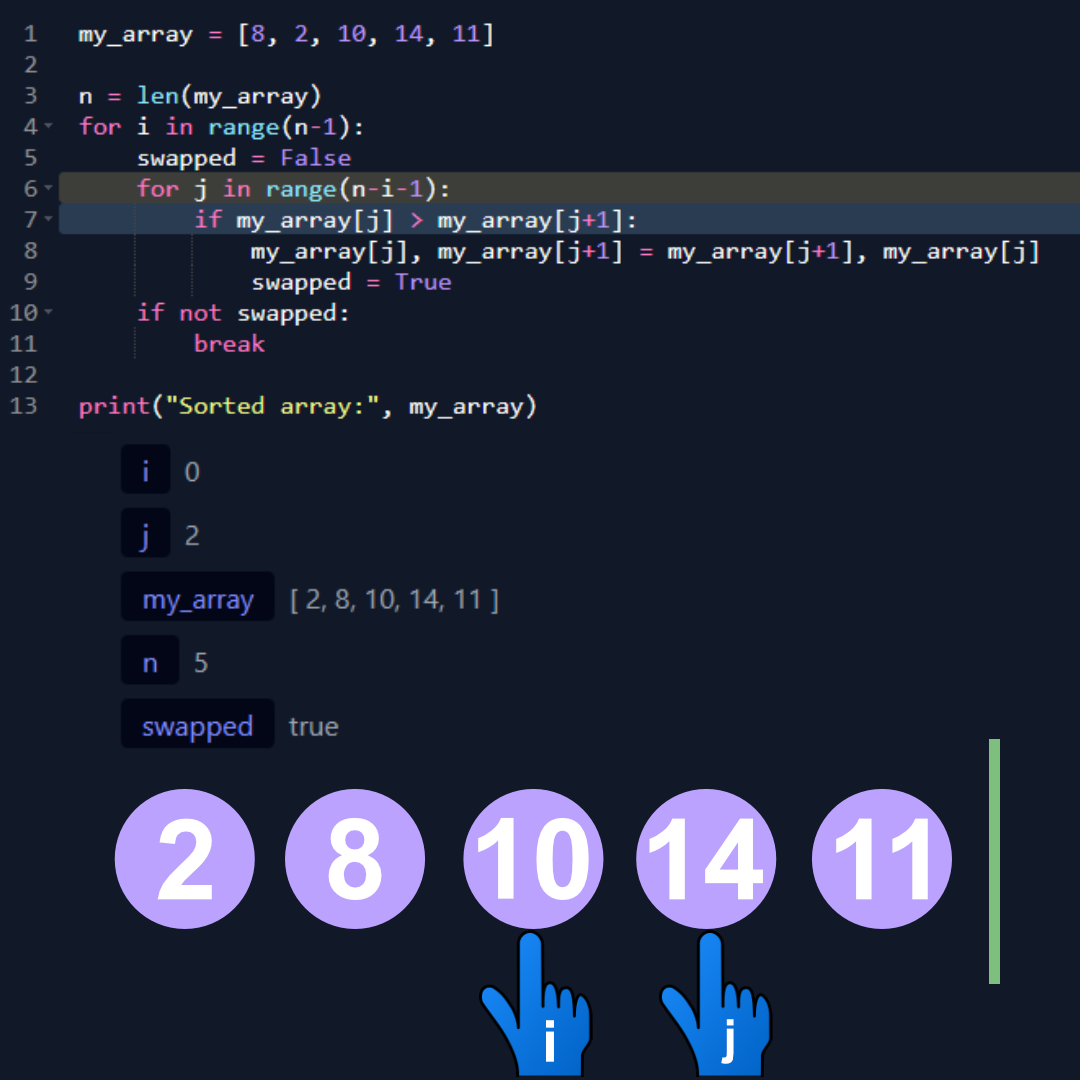 1 my_array = [8, 2, 10, 14, 11]
2
3 n = len(my_array)
4 for i in range(n-1):
5     swapped = False
6     for j in range(n-i-1):
7         if my_array[j] > my_array[j+1]:
8             my_array[j], my_array[j+1] = my_array[j+1], my_array[j]
9             swapped = True
10     if not swapped:
11         break
12
13 print("Sorted array:", my_array)
i 0
j 2
my_array [ 2, 8, 10, 14, 11 ]
n 5
swapped true
2 8 10 14 11
i j